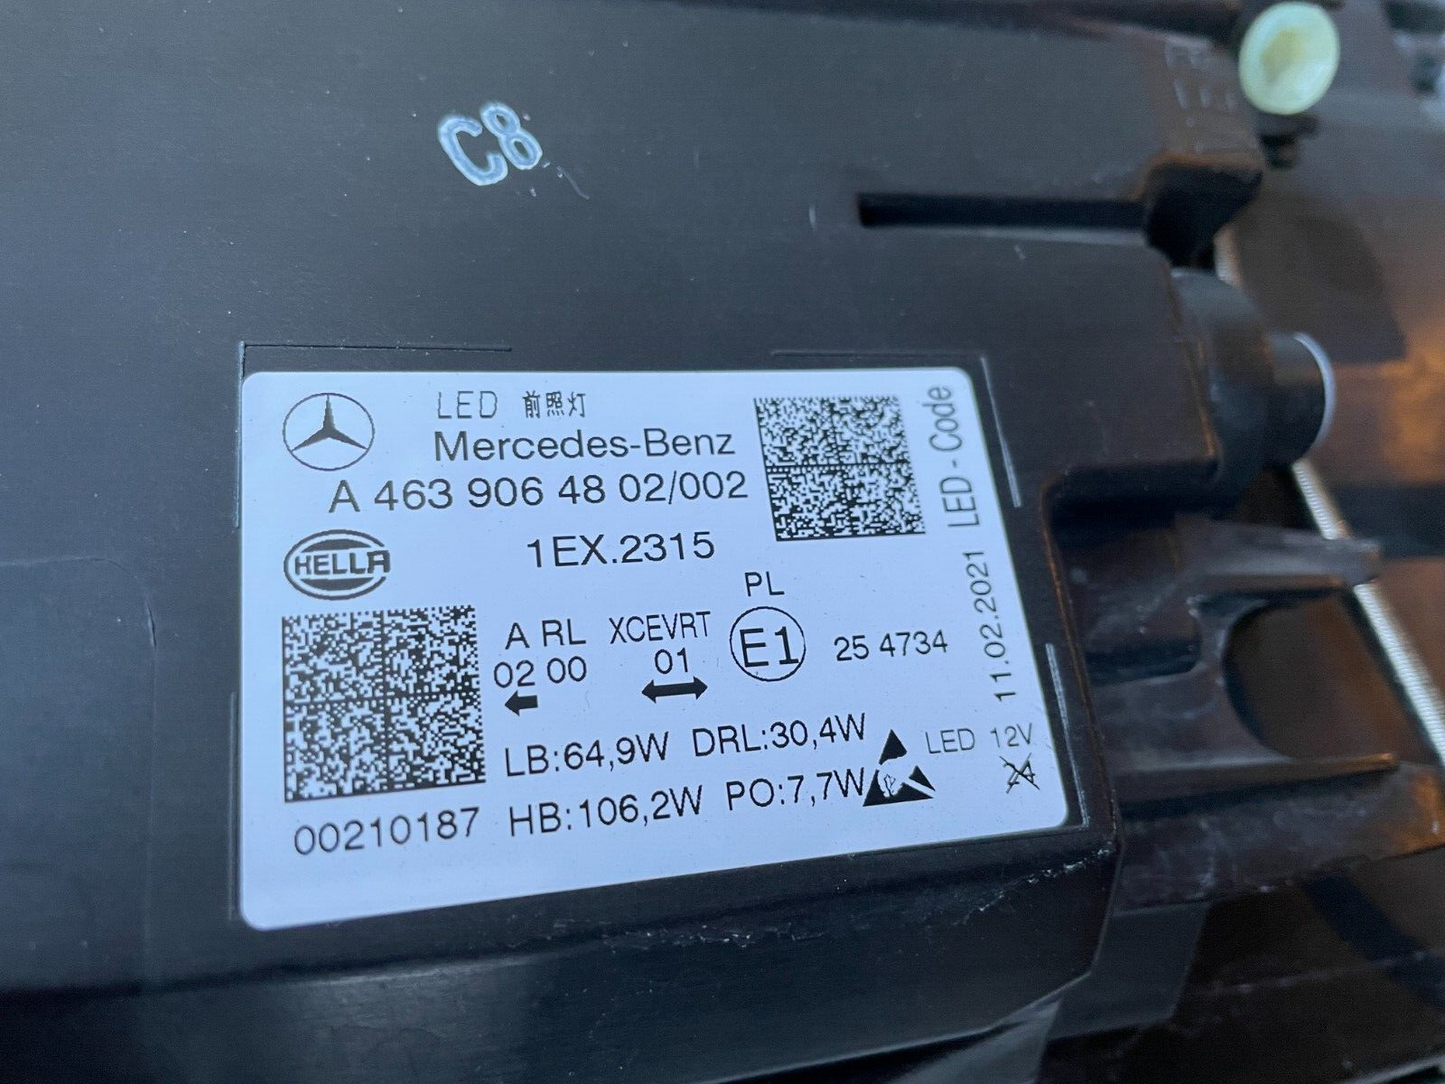 C8
LED 前照灯
Mercedes-Benz
A 463 906 48 02/002
HELLA
1EX.2315
PL
A RL XCEVRT E1 25 4734
02 00 01
LB:64,9W DRL:30,4W LED 12V
00210187 HB:106,2W PO:7,7W
11.02.2021 LED-Code